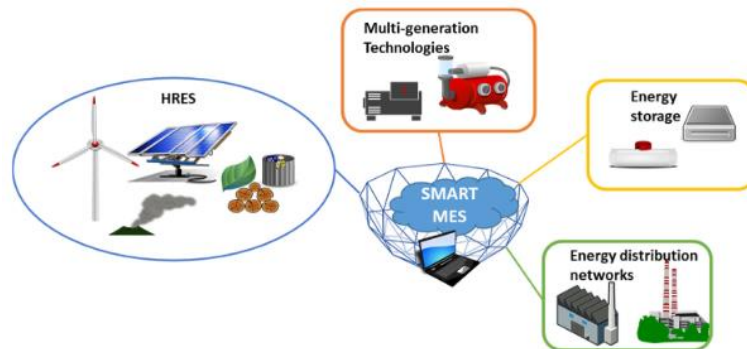 HRES
Multi-generation
Technologies
Energy
storage
SMART
MES
Energy distribution
networks